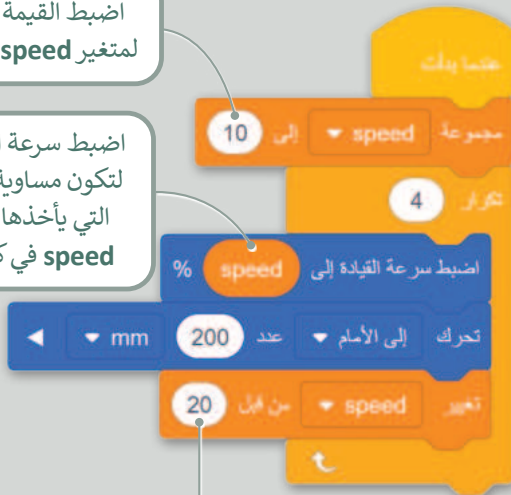 اضبط القيمة
لمتغير speed
عندما بدأت
مجموعة speed إلى 10
اضبط سرعة
لتكون مساوية
التي يأخذها
speed في
تكرار 4
اضبط سرعة القيادة إلى speed %
تحرك إلى الأمام عدد 200 mm
تغيير speed من قبل 20